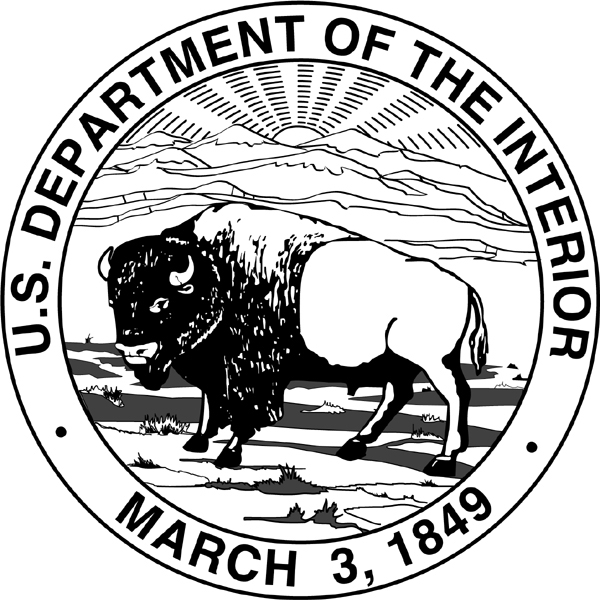 U.S. DEPARTMENT OF THE INTERIOR
MARCH 3, 1849